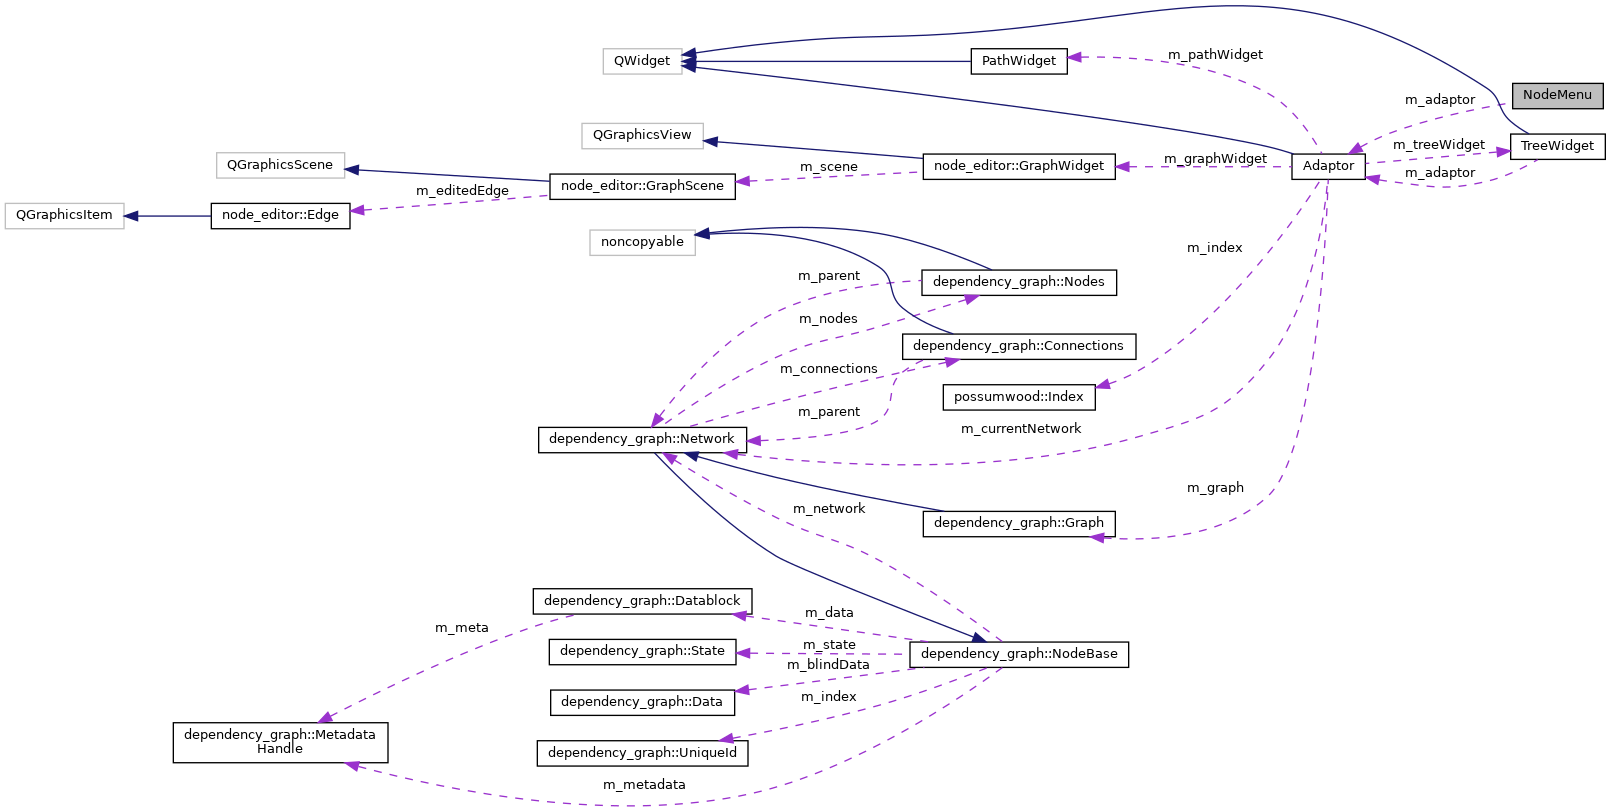 QWidget
PathWidget
m_pathWidget
NodeMenu
m_adaptor
QGraphicsView
TreeWidget
m_treeWidget
QGraphicsScene
node_editor::GraphWidget
m_graphWidget
Adaptor
m_scene
m_adaptor
node_editor::GraphScene
m_editedEdge
QGraphicsItem
node_editor::Edge
noncopyable
m_index
m_parent
dependency_graph::Nodes
m_nodes
dependency_graph::Connections
m_connections
possumwood::Index
m_parent
m_currentNetwork
dependency_graph::Network
m_graph
m_network
dependency_graph::Graph
dependency_graph::Datablock
m_data
m_meta
m_state
dependency_graph::State
dependency_graph::NodeBase
m_blindData
m_index
dependency_graph::Data
dependency_graph::Metadata
Handle
dependency_graph::UniqueId
m_metadata